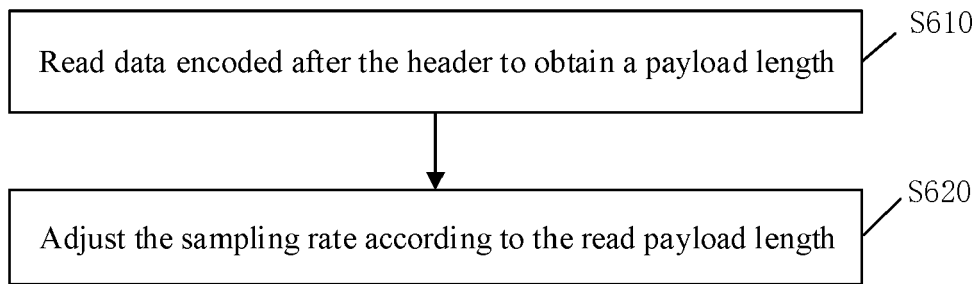 S610
Read data encoded after the header to obtain a payload length
S620
Adjust the sampling rate according to the read payload length